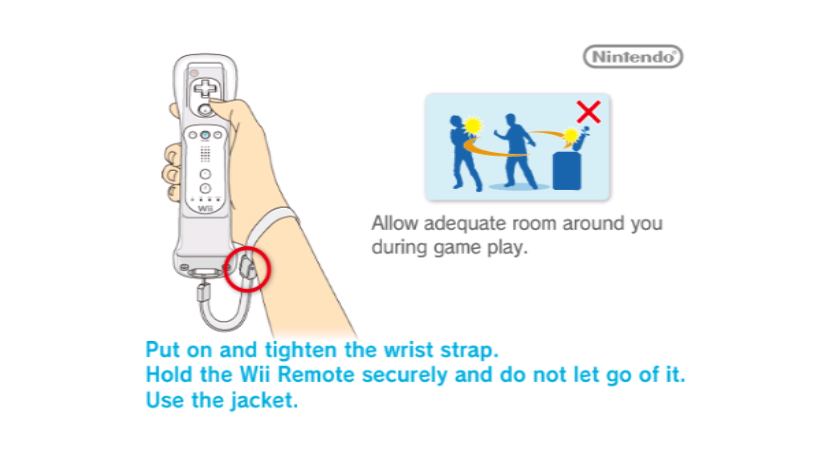 Nintendo
Wii
Allow adequate room around you
during game play.
Put on and tighten the wrist strap.
Hold the Wii Remote securely and do not let go of it.
Use the jacket.